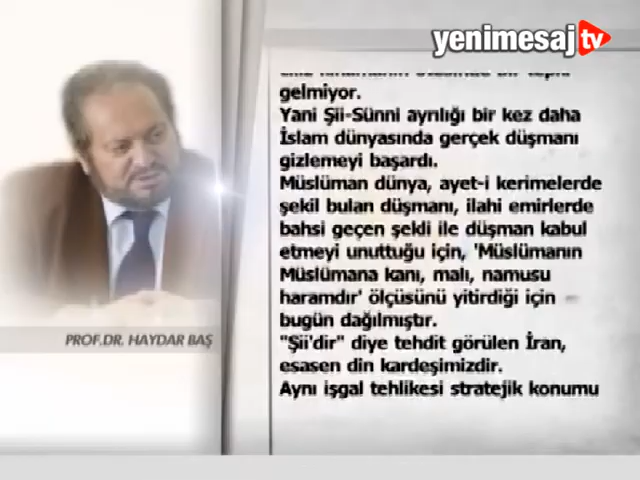 yenimesaj tv
gelmiyor.
Yani Şii-Sünni ayrılığı bir kez daha
İslam dünyasında gerçek düşmanı
gizlemeyi başardı.
Müslüman dünya, ayet-i kerimelerde
şekil bulan düşmanı, ilahi emirlerde
bahsi geçen şekli ile düşman kabul
etmeyi unuttuğu için, 'Müslümanın
Müslümana kanı, malı, namusu
haramdır' ölçüsünü yitirdiği için
bugün dağılmıştır.
"Şii'dir" diye tehdit görülen İran,
esasen din kardeşimizdir.
Aynı işgal tehlikesi stratejik konumu
PROF.DR. HAYDAR BAŞ